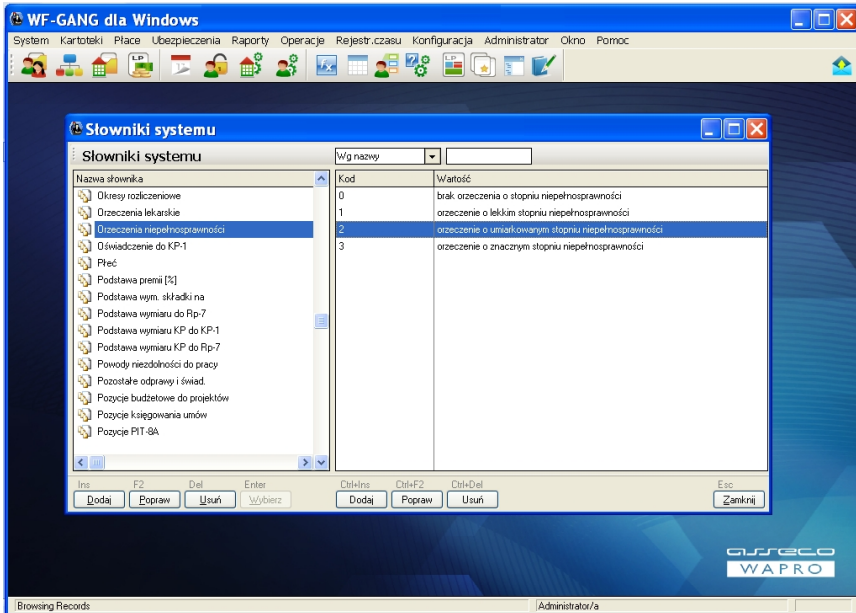 WF-GANG dla Windows
System Kartoteki Płace Ubezpieczenia Raporty Operacje Rejestr.czasu Konfiguracja Administrator Okno Pomoc
Słowniki systemu
Słowniki systemu Wg nazwy
Nazwa słownika Kod Wartość
Okresy rozliczeniowe 0 brak orzeczenia o stopniu niepełnosprawności
Orzeczenia lekarskie 1 orzeczenie o lekkim stopniu niepełnosprawności
Orzeczenia niepełnosprawności 2 orzeczenie o umiarkowanym stopniu niepełnosprawności
Oświadczenie do KP-1 3 orzeczenie o znacznym stopniu niepełnosprawności
Płeć
Podstawa premii [%]
Podstawa wym. składki na
Podstawa wymiaru do Rp-7
Podstawa wymiaru KP do KP-1
Podstawa wymiaru KP do Rp-7
Powody niezdolności do pracy
Pozostałe odprawy i świad.
Pozycje budżetowe do projektów
Pozycje księgowania umów
Pozycje PIT-8A
Ins F2 Del Enter Ctrl+Ins Ctrl+F2 Ctrl+Del Esc
Dodaj Popraw Usuń Wybierz Dodaj Popraw Usuń Zamknij
asseco
WAPRO
Browsing Records Administrator/a